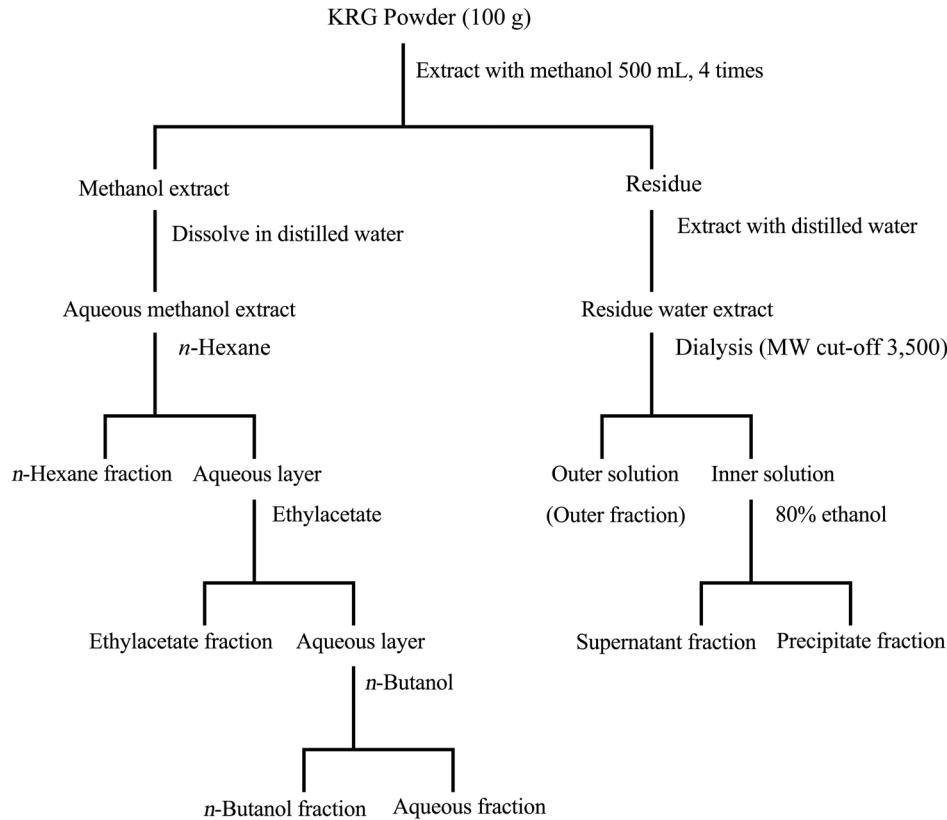 KRG Powder (100 g)
Extract with methanol 500 mL, 4 times
Methanol extract
Residue
Dissolve in distilled water
Extract with distilled water
Aqueous methanol extract
Residue water extract
n-Hexane
Dialysis (MW cut-off 3,500)
n-Hexane fraction
Aqueous layer
Outer solution
(Outer fraction)
Inner solution
Ethylacetate
80% ethanol
Ethylacetate fraction
Aqueous layer
Supernatant fraction
Precipitate fraction
n-Butanol
n-Butanol fraction
Aqueous fraction